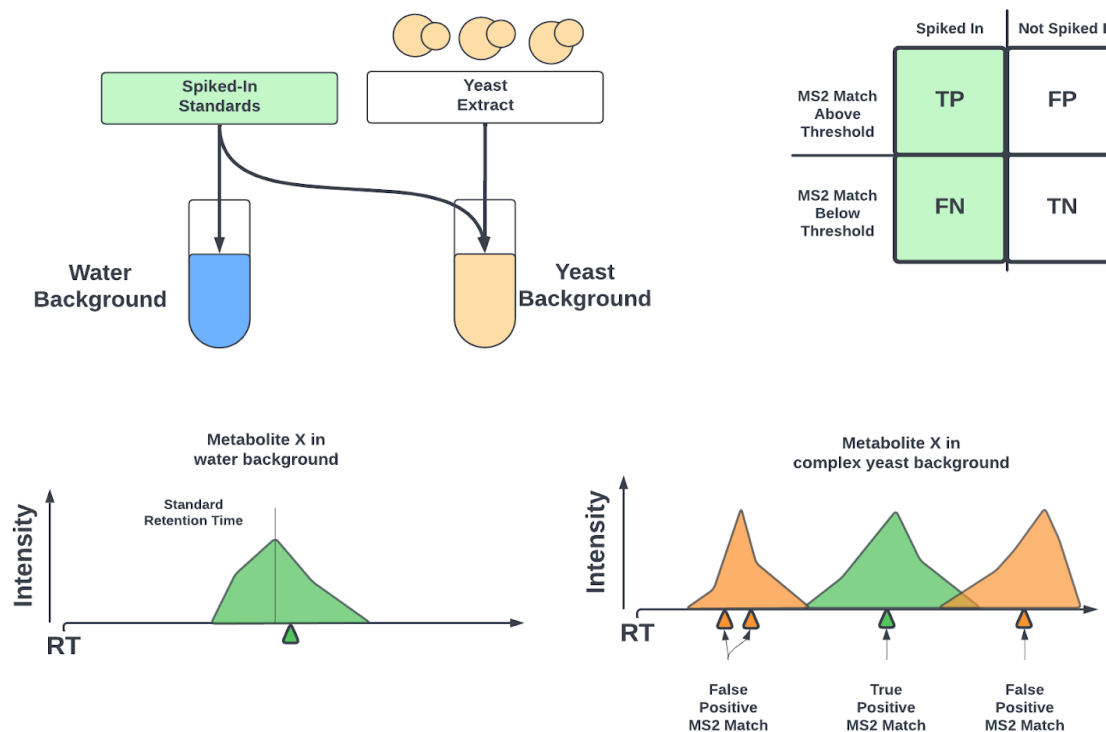 Spiked-In
Standards
Yeast
Extract
Water
Background
Yeast
Background
Spiked In
Not Spiked I
MS2 Match
Above
Threshold
TP
FP
MS2 Match
Below
Threshold
FN
TN
Metabolite X in
water background
Standard
Retention Time
Intensity
RT
Metabolite X in
complex yeast background
Intensity
RT
False
Positive
MS2 Match
True
Positive
MS2 Match
False
Positive
MS2 Match